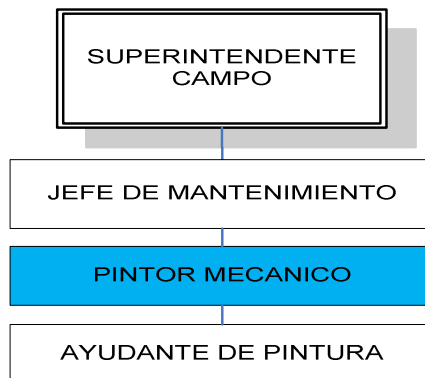 SUPERINTENDENTE
CAMPO
JEFE DE MANTENIMIENTO
PINTOR MECANICO
AYUDANTE DE PINTURA